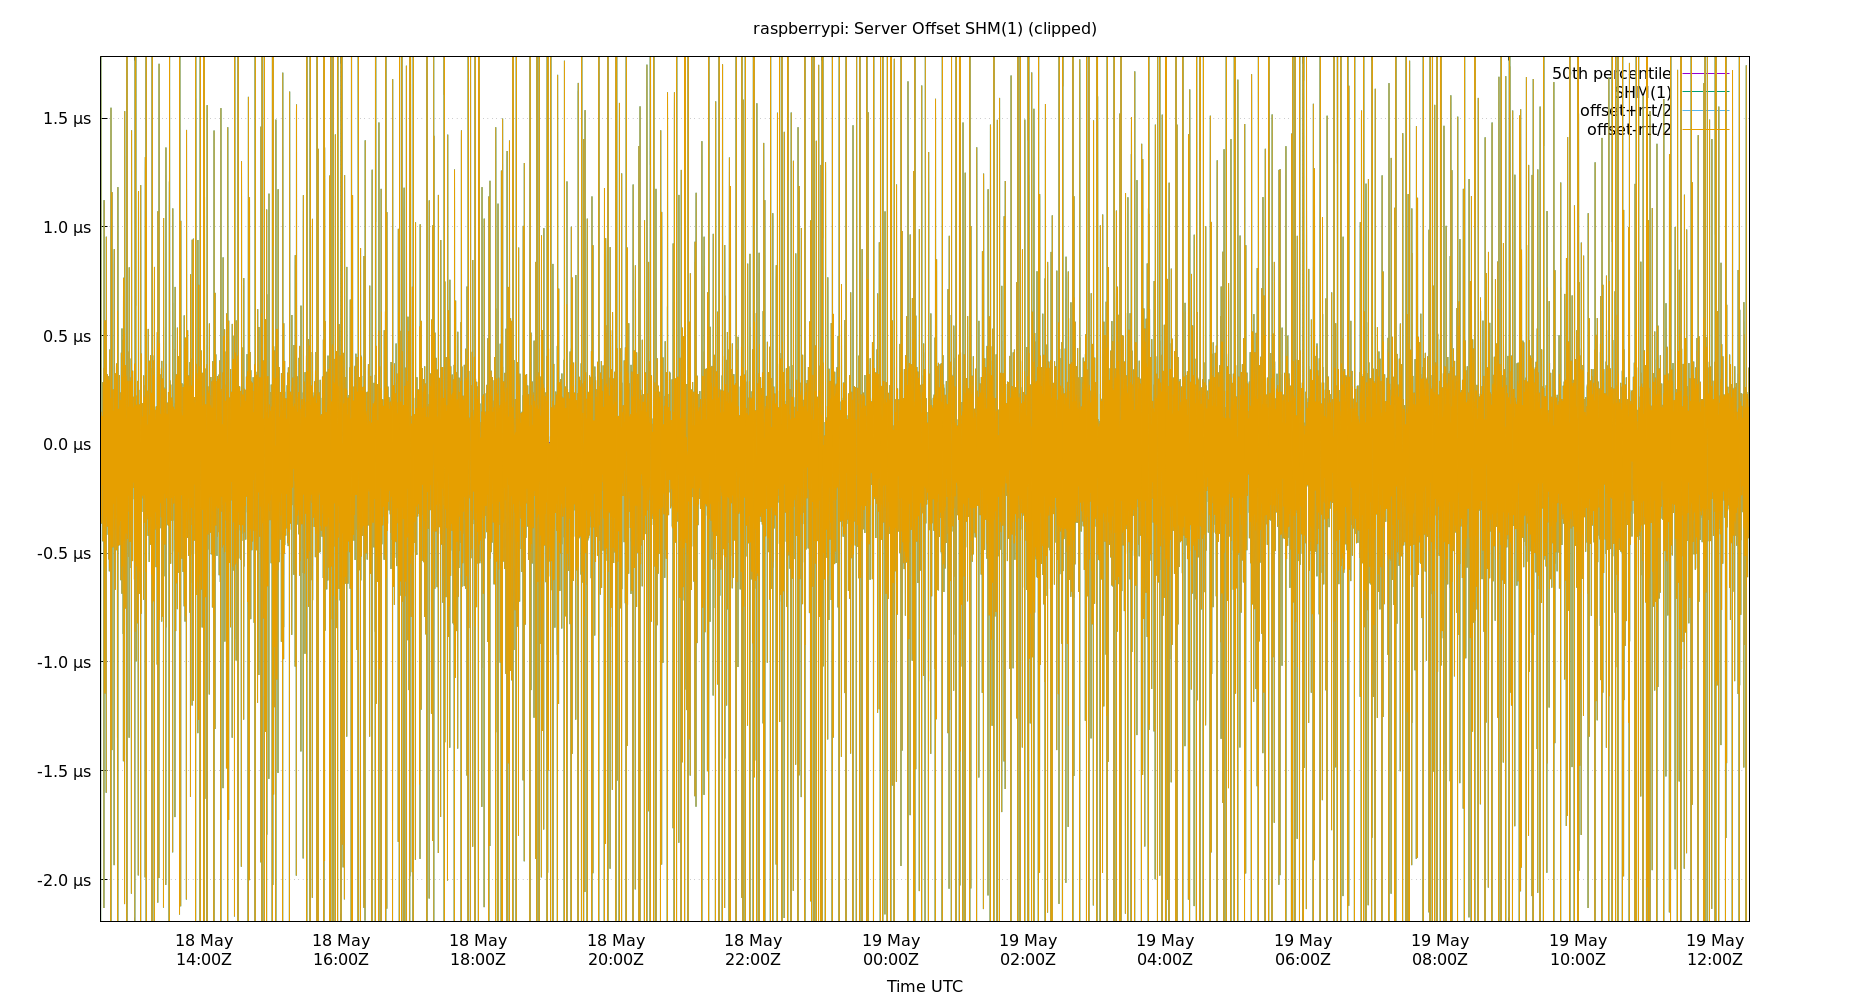 raspberrypi: Server Offset SHM(1) (clipped)
50th percentile
SHM(1)
offset+rtt/2
offset-rtt/2
1.5 µs
1.0 µs
0.5 µs
0.0 µs
-0.5 µs
-1.0 µs
-1.5 µs
-2.0 µs
18 May 18 May 18 May 18 May 18 May 19 May 19 May 19 May 19 May 19 May 19 May 19 May
14:00Z 16:00Z 18:00Z 20:00Z 22:00Z 00:00Z 02:00Z 04:00Z 06:00Z 08:00Z 10:00Z 12:00Z
Time UTC